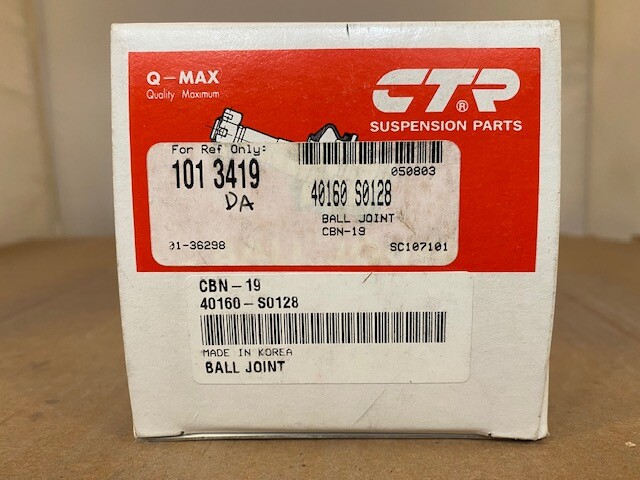 Q-MAX
Quality Maximum
CTR®
SUSPENSION PARTS
For Ref Only:
050803
101 3419
40160 S0128
DA
BALL JOINT
CBN-19
01-36298
SC107101
CBN-19
40160-S0128
MADE IN KOREA
BALL JOINT